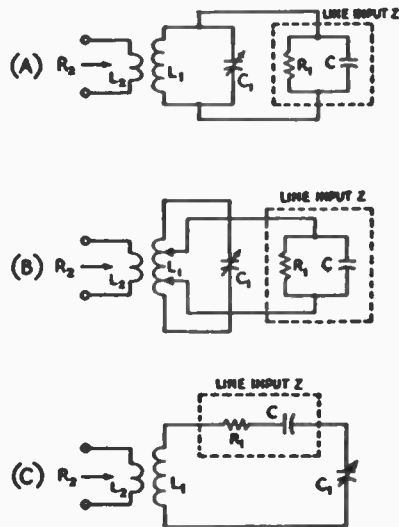 LINE INPUT Z
(A) R2 L2 L1 C1 R1 C
LINE INPUT Z
(B) R2 L2 L1 C1 R1 C
LINE INPUT Z
(C) R2 L2 L1 R1 C C1